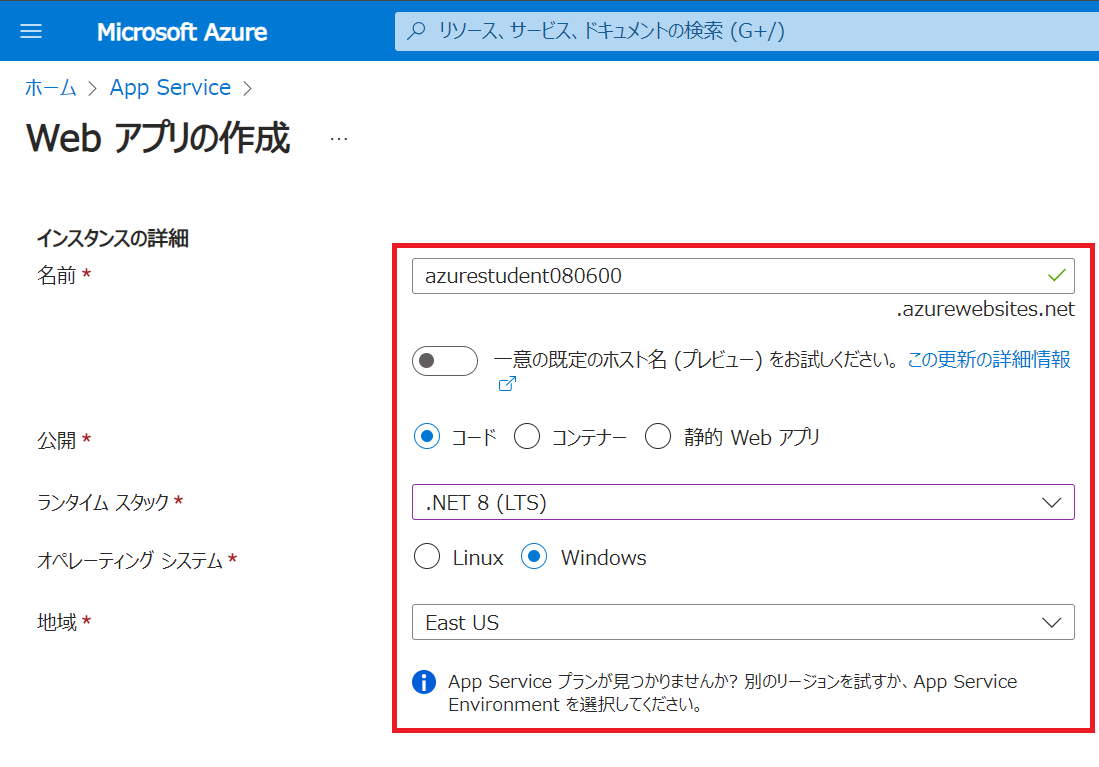 Microsoft Azure
リソース、サービス、ドキュメントの検索 (G+/)
ホーム > App Service >
Web アプリの作成 ...
インスタンスの詳細
名前 *
azurestudent080600
.azurewebsites.net
一意の既定のホスト名 (プレビュー) をお試しください。この更新の詳細情報
公開 *
コード コンテナー 静的 Web アプリ
ランタイム スタック *
.NET 8 (LTS)
オペレーティング システム *
Linux Windows
地域 *
East US
App Service プランが見つかりませんか? 別のリージョンを試すか、App Service
Environment を選択してください。